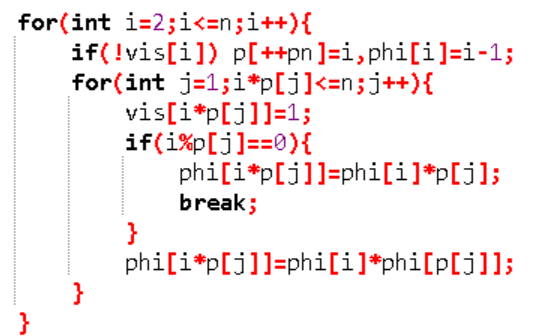 for(int i=2;i<=n;i++){
    if(!vis[i]) p[++pn]=i,phi[i]=i-1;
    for(int j=1;i*p[j]<=n;j++){
        vis[i*p[j]]=1;
        if(i%p[j]==0){
            phi[i*p[j]]=phi[i]*p[j];
            break;
        }
        phi[i*p[j]]=phi[i]*phi[p[j]];
    }
}